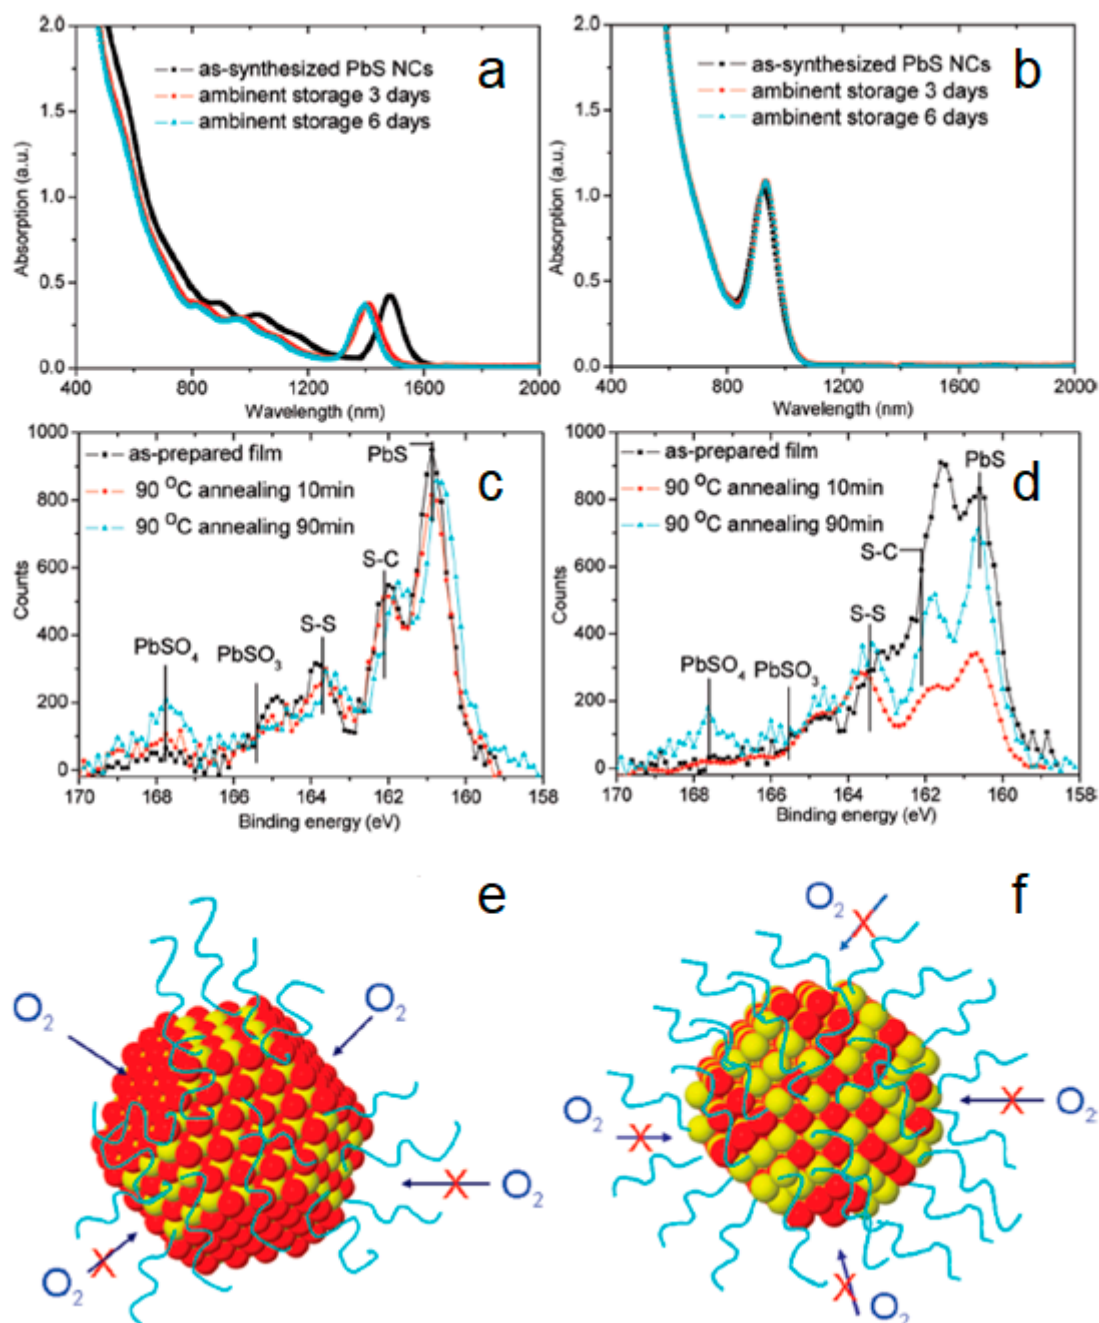 a
2.0
1.5
1.0
0.5
0.0
Absorption (a.u.)
as-synthesized PbS NCs
ambinent storage 3 days
ambinent storage 6 days
400 800 1200 1600 2000
Wavelength (nm)
b
2.0
1.5
1.0
0.5
0.0
Absorption (a.u.)
as-synthesized PbS NCs
ambinent storage 3 days
ambinent storage 6 days
400 800 1200 1600 2000
Wavelength (nm)
c
1000
800
600
400
200
0
Counts
as-prepared film
90 °C annealing 10min
90 °C annealing 90min
PbS
S-C
S-S
PbSO₄
PbSO₃
170 168 166 164 162 160 158
Binding energy (eV)
d
1000
800
600
400
200
0
Counts
as-prepared film
90 °C annealing 10min
90 °C annealing 90min
PbS
S-C
S-S
PbSO₄
PbSO₃
170 168 166 164 162 160 158
Binding energy (eV)
e
O₂
O₂
X
O₂
X
O₂
f
O₂
X
O₂
X
X
O₂
X
O₂